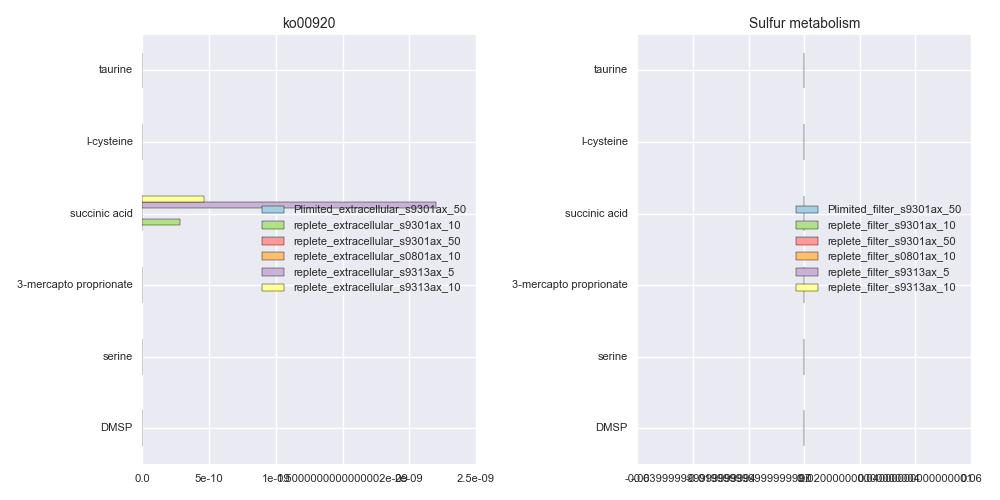 ko00920
taurine
l-cysteine
succinic acid
3-mercapto proprionate
serine
DMSP
Plimited_extracellular_s9301ax_50
replete_extracellular_s9301ax_10
replete_extracellular_s9301ax_50
replete_extracellular_s0801ax_10
replete_extracellular_s9313ax_5
replete_extracellular_s9313ax_10
0.0
5e-10
2.5e-09
Sulfur metabolism
taurine
l-cysteine
succinic acid
3-mercapto proprionate
serine
DMSP
Plimited_filter_s9301ax_50
replete_filter_s9301ax_10
replete_filter_s9301ax_50
replete_filter_s0801ax_10
replete_filter_s9313ax_5
replete_filter_s9313ax_10